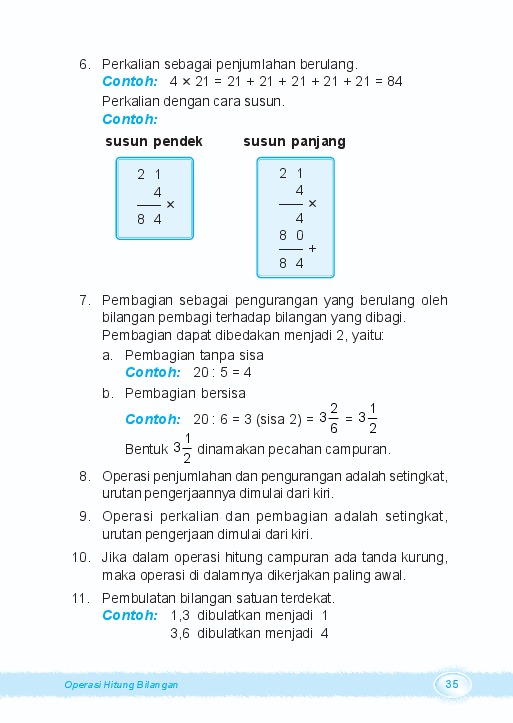 6. Perkalian sebagai penjumlahan berulang.
Contoh: 4 × 21 = 21 + 21 + 21 + 21 + 21 = 84
Perkalian dengan cara susun.
Contoh:
susun pendek susun panjang
2 1
4
×
8 4
2 1
4
×
4
8 0
+
8 4
7. Pembagian sebagai pengurangan yang berulang oleh
bilangan pembagi terhadap bilangan yang dibagi.
Pembagian dapat dibedakan menjadi 2, yaitu:
a. Pembagian tanpa sisa
Contoh: 20 : 5 = 4
b. Pembagian bersisa
Contoh: 20 : 6 = 3 (sisa 2) = 3 2/6 = 3 1/2
Bentuk 3 1/2 dinamakan pecahan campuran.
8. Operasi penjumlahan dan pengurangan adalah setingkat,
urutan pengerjaannya dimulai dari kiri.
9. Operasi perkalian dan pembagian adalah setingkat,
urutan pengerjaan dimulai dari kiri.
10. Jika dalam operasi hitung campuran ada tanda kurung,
maka operasi di dalamnya dikerjakan paling awal.
11. Pembulatan bilangan satuan terdekat.
Contoh: 1,3 dibulatkan menjadi 1
3,6 dibulatkan menjadi 4
Operasi Hitung Bilangan 35